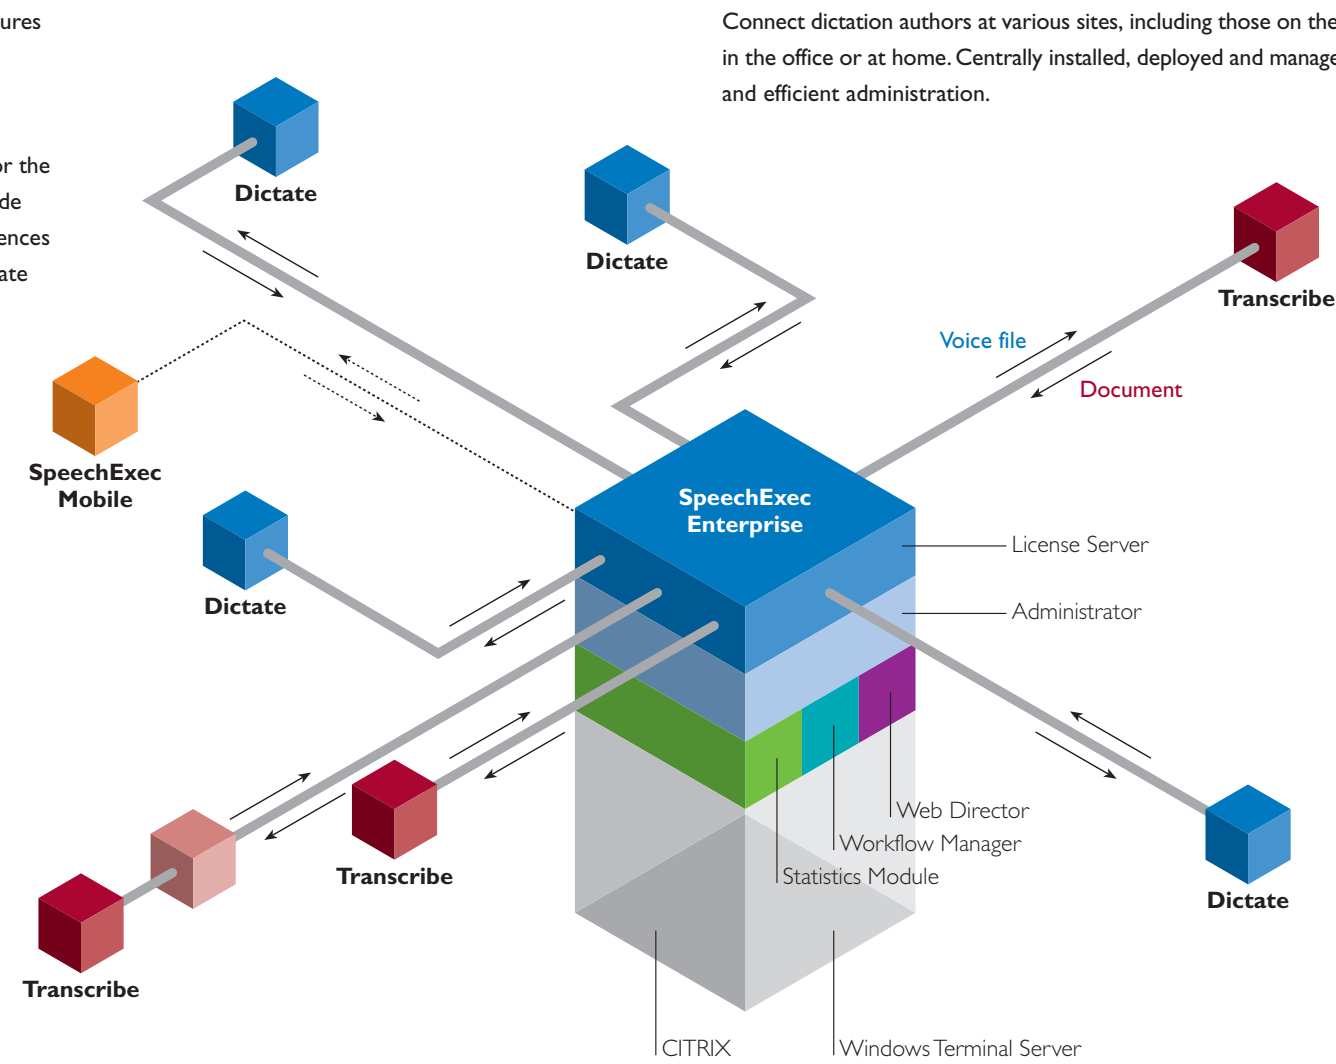 ures
or the
de
ences
ate
Connect dictation authors at various sites, including those on the
in the office or at home. Centrally installed, deployed and manage
and efficient administration.
Dictate
Dictate
Transcribe
Voice file
Document
SpeechExec
Mobile
SpeechExec
Enterprise
License Server
Dictate
Administrator
Web Director
Workflow Manager
Statistics Module
Transcribe
Dictate
Transcribe
CITRIX
Windows Terminal Server